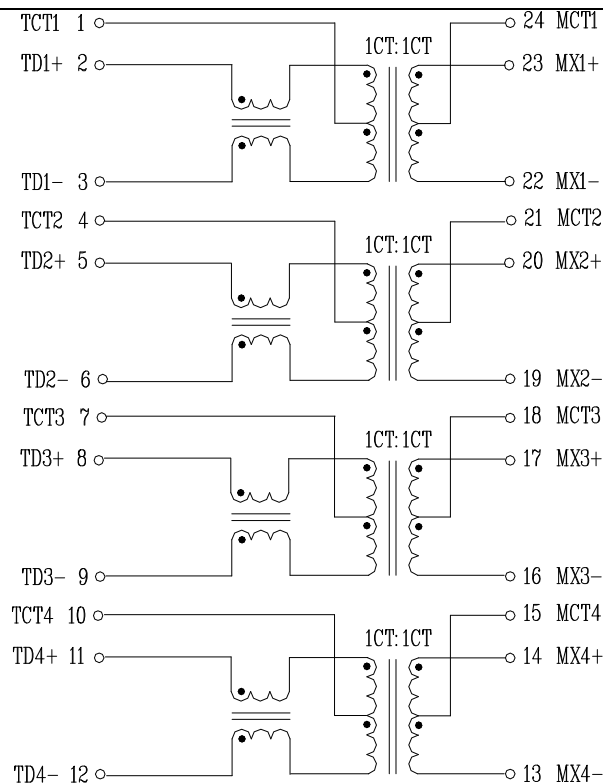 TCT1 1
24 MCT1
1CT:1CT
TD1+ 2
23 MX1+
TD1- 3
22 MX1-
TCT2 4
21 MCT2
1CT:1CT
TD2+ 5
20 MX2+
TD2- 6
19 MX2-
TCT3 7
18 MCT3
1CT:1CT
TD3+ 8
17 MX3+
TD3- 9
16 MX3-
TCT4 10
15 MCT4
1CT:1CT
TD4+ 11
14 MX4+
TD4- 12
13 MX4-